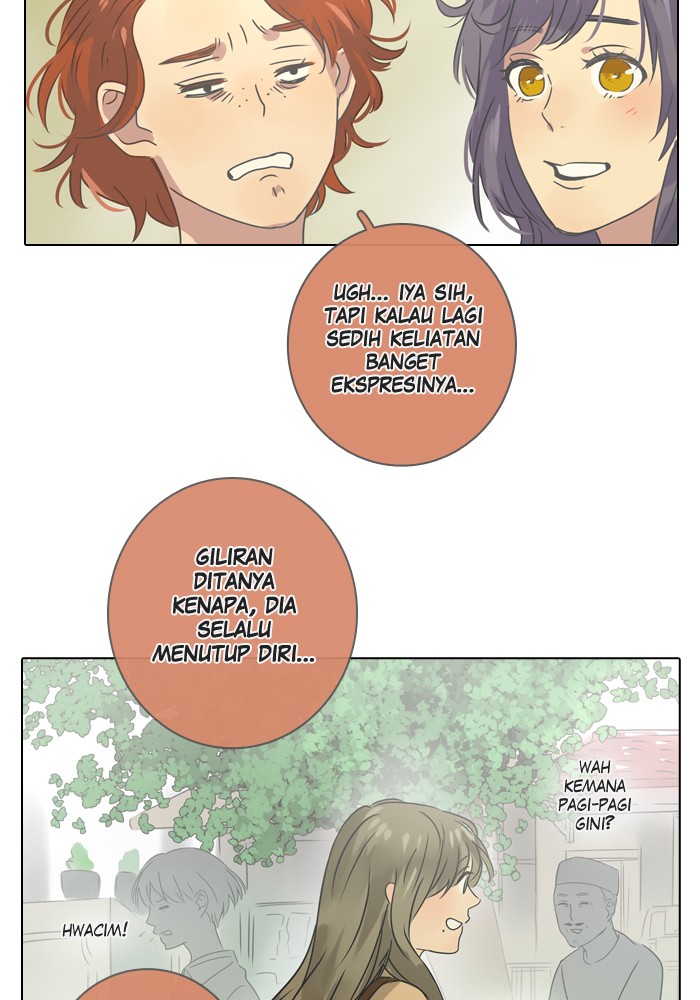 UGH... IYA SIH,
TAPI KALAU LAGI
SEDIH KELIATAN
BANGET
EKSPRESINYA...
GILIRAN
DITANYA
KENAPA, DIA
SELALU
MENUTUP DIRI...
WAH
KEMANA
PAGI-PAGI
GINI?
HWACIM!